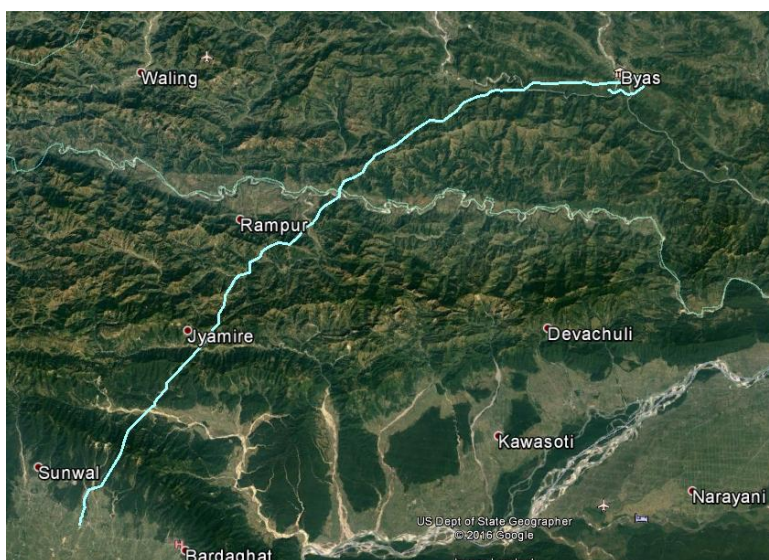 Waling
Byas
Rampur
Jyamire
Devachuli
Kawasoti
Sunwal
Narayani
US Dept of State Geographer
© 2016 Google
Bardaghat